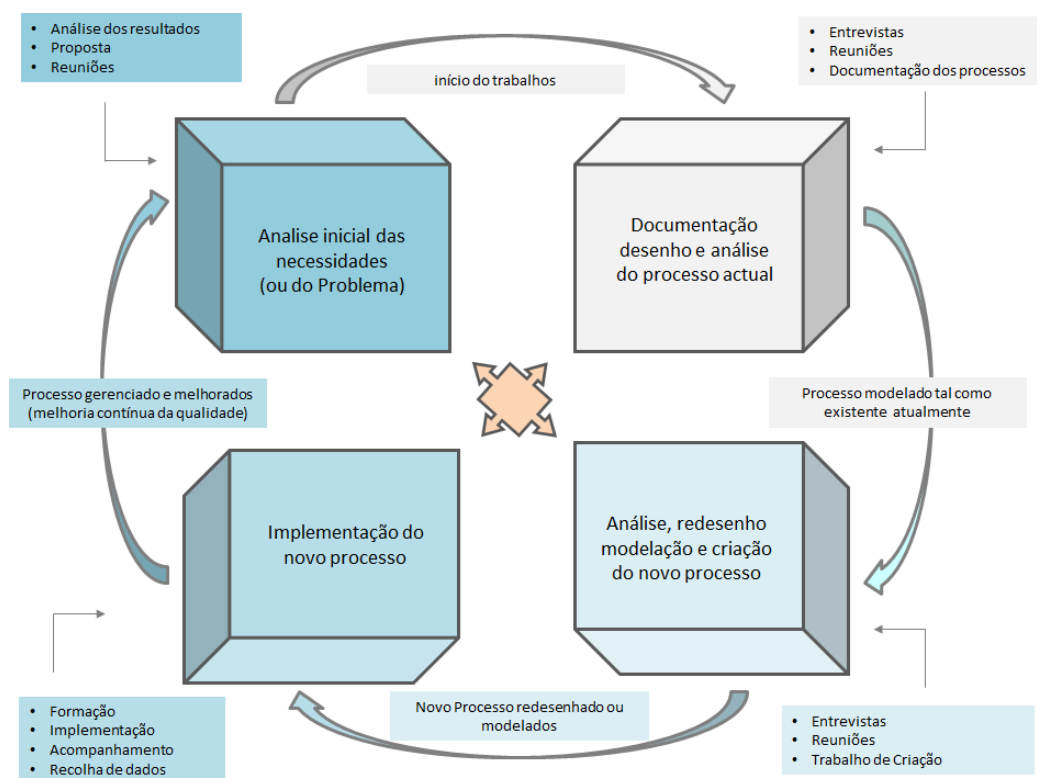 • Análise dos resultados
• Proposta
• Reuniões
início do trabalhos
• Entrevistas
• Reuniões
• Documentação dos processos
Analise inicial das
necessidades
(ou do Problema)
Documentação
desenho e análise
do processo actual
Processo gerenciado e melhorados
(melhoria contínua da qualidade)
Processo modelado tal como
existente atualmente
Implementação do
novo processo
Análise, redesenho
modelação e criação
do novo processo
• Formação
• Implementação
• Acompanhamento
• Recolha de dados
Novo Processo redesenhado ou
modelados
• Entrevistas
• Reuniões
• Trabalho de Criação